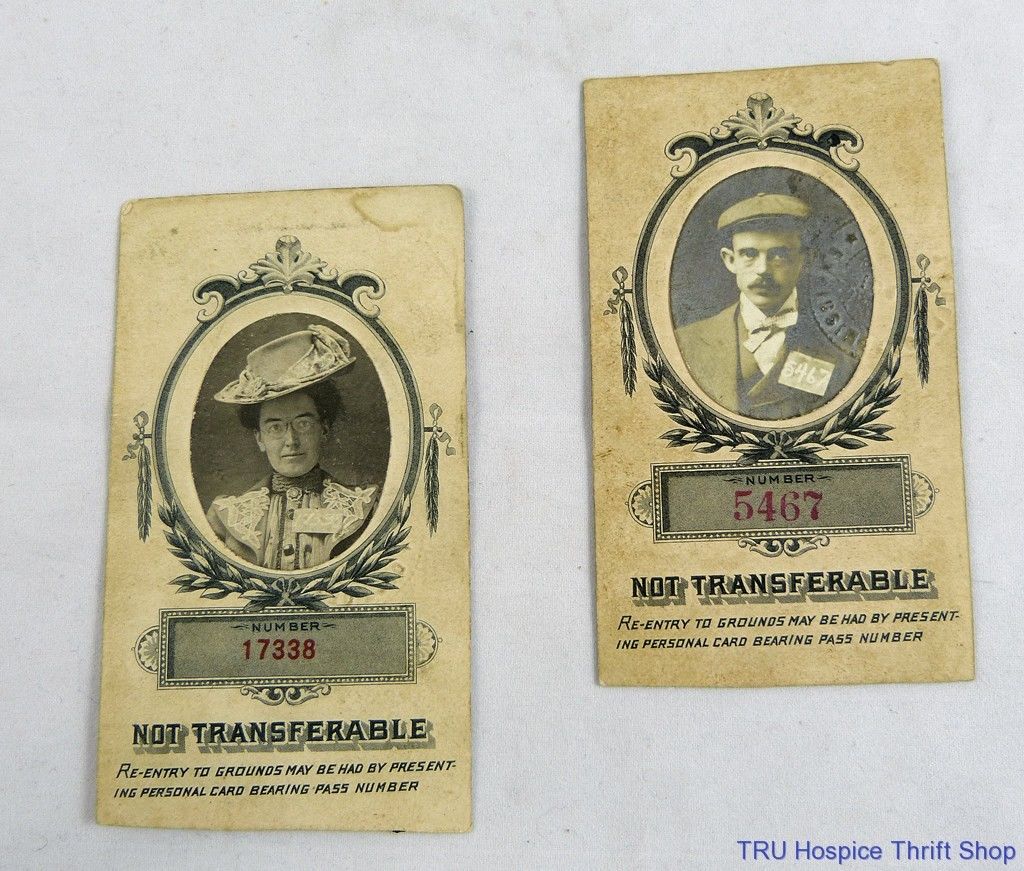 NUMBER
17338
NOT TRANSFERABLE
RE-ENTRY TO GROUNDS MAY BE HAD BY PRESENT-
ING PERSONAL CARD BEARING PASS NUMBER
5467
NUMBER
5467
NOT TRANSFERABLE
RE-ENTRY TO GROUNDS MAY BE HAD BY PRESENT-
ING PERSONAL CARD BEARING PASS NUMBER
TRU Hospice Thrift Shop